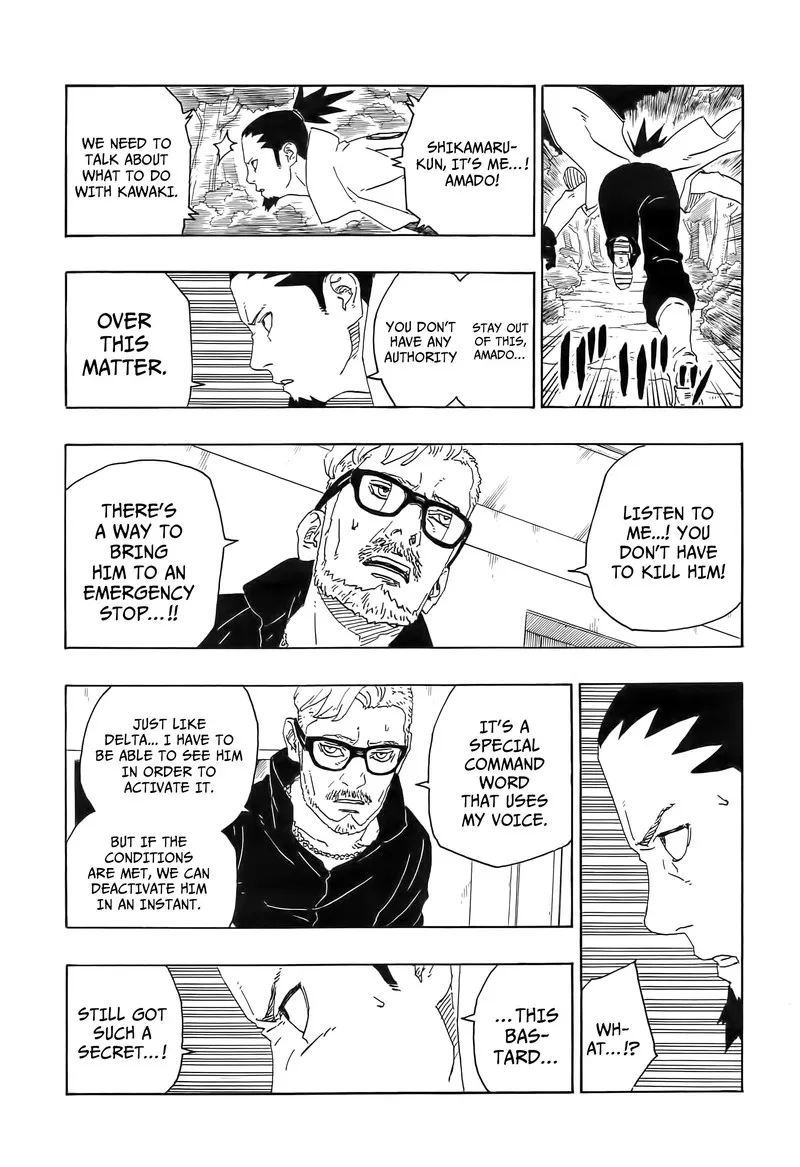 SHIKAMARU-
KUN, IT'S ME...!
AMADO!
WE NEED TO
TALK ABOUT
WHAT TO DO
WITH KAWAKI.
STAY OUT
OF THIS,
AMADO...
YOU DON'T
HAVE ANY
AUTHORITY
OVER
THIS
MATTER.
LISTEN TO
ME...! YOU
DON'T HAVE
TO KILL HIM!
THERE'S
A WAY TO
BRING
HIM TO AN
EMERGENCY
STOP...!!
WH-
AT...!?
IT'S A
SPECIAL
COMMAND
WORD
THAT USES
MY VOICE.
JUST LIKE
DELTA... I HAVE TO
BE ABLE TO SEE HIM
IN ORDER TO
ACTIVATE IT.
BUT IF THE
CONDITIONS
ARE MET, WE CAN
DEACTIVATE HIM
IN AN INSTANT.
...THIS
BAS-
TARD...
STILL GOT
SUCH A
SECRET...!